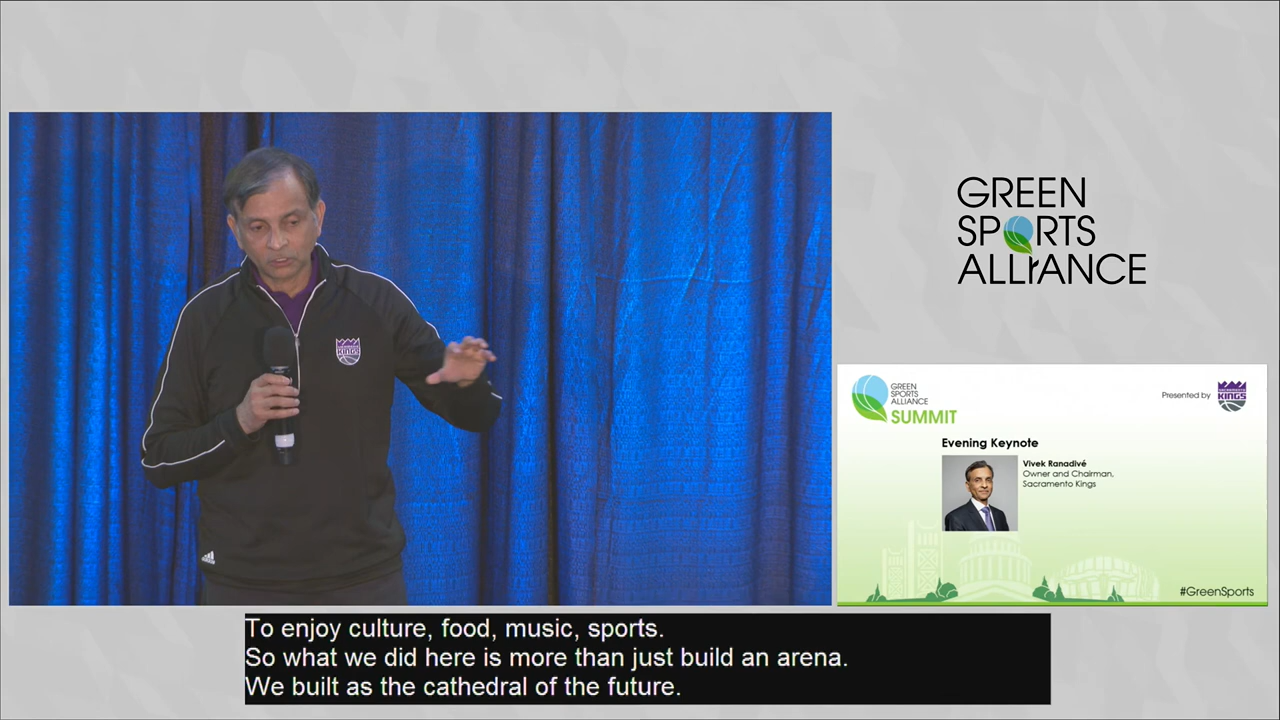 GREEN
SPORTS
ALLIANCE
KINGS
GREEN
SPORTS
ALLIANCE
SUMMIT
Presented by
SACRAMENTO
KINGS
Evening Keynote
Vivek Ranadivé
Owner and Chairman,
Sacramento Kings
#GreenSports
To enjoy culture, food, music, sports.
So what we did here is more than just build an arena.
We built as the cathedral of the future.